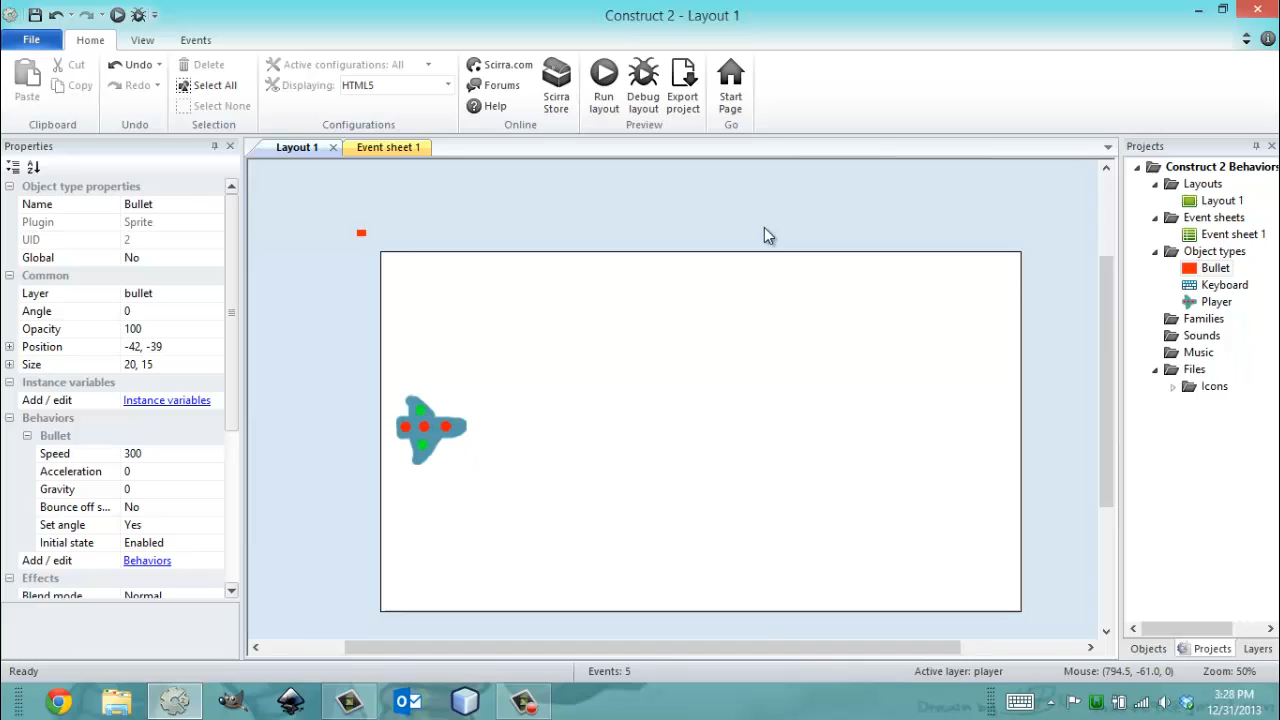 Construct 2 - Layout 1
File Home View Events
Paste Cut Copy Clipboard
Undo Redo Undo
Delete Select All Select None Selection
Active configurations: All
Displaying: HTML5
Configurations
Scirra.com Forums Help Scirra Store Online
Run layout Debug layout Export project Preview
Start Page Go
Properties
Layout 1 Event sheet 1
Projects
Object type properties
Name Bullet
Plugin Sprite
UID 2
Global No
Common
Layer bullet
Angle 0
Opacity 100
Position -42, -39
Size 20, 15
Instance variables
Add / edit Instance variables
Behaviors
Bullet
Speed 300
Acceleration 0
Gravity 0
Bounce off s... No
Set angle Yes
Initial state Enabled
Add / edit Behaviors
Effects
Blend mode Normal
Construct 2 Behaviors
Layouts
Layout 1
Event sheets
Event sheet 1
Object types
Bullet
Keyboard
Player
Families
Sounds
Music
Files
Icons
Objects Projects Layers
Ready Events: 5 Active layer: player Mouse: (794.5, -61.0, 0) Zoom: 50%
3:28 PM
12/31/2013